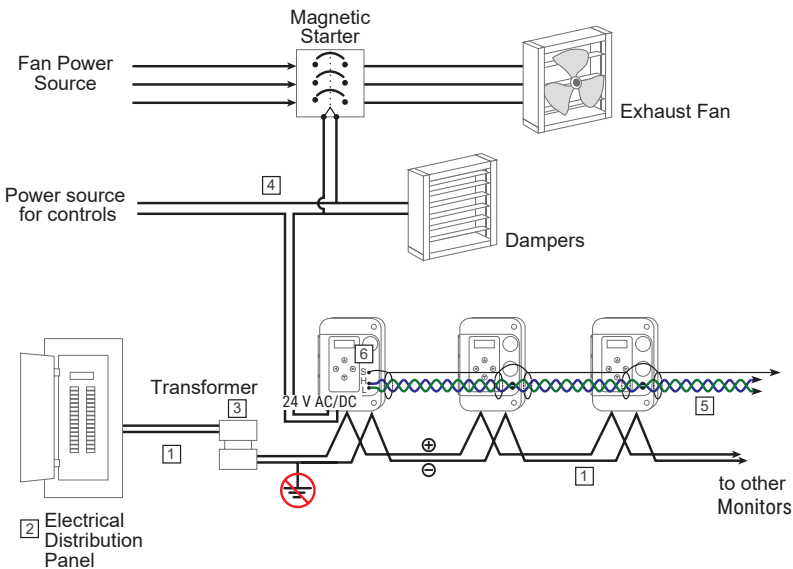 Magnetic
Starter
Fan Power
Source
Exhaust Fan
4
Power source
for controls
Dampers
6
S
H
L
Transformer
3
24 V AC/DC
5
1
⊕
⊖
1
to other
Monitors
2 Electrical
Distribution
Panel